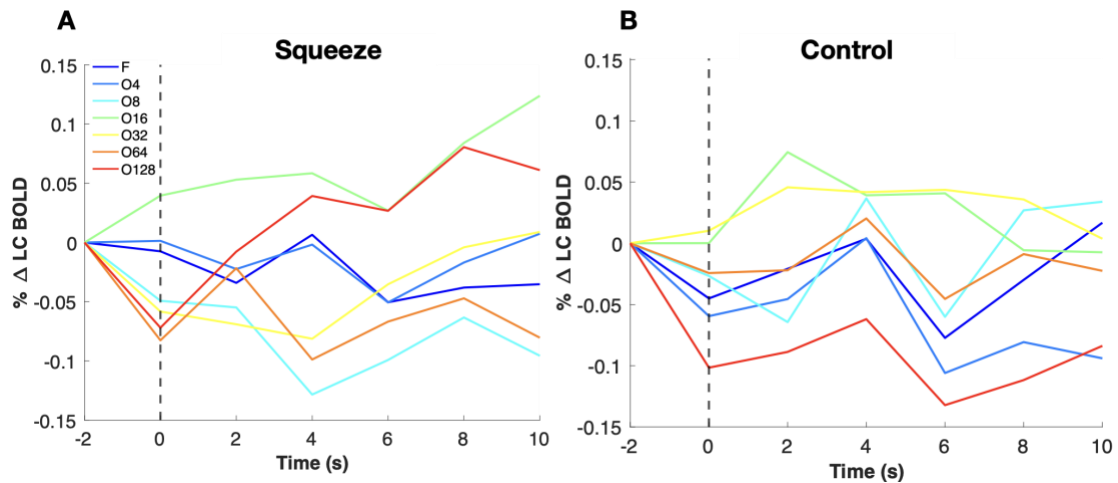 A
B
Squeeze
Control
0.15
0.1
0.05
0
-0.05
-0.1
-0.15
% Δ LC BOLD
F
O4
O8
O16
O32
O64
O128
-2 0 2 4 6 8 10
Time (s)
0.15
0.1
0.05
0
-0.05
-0.1
-0.15
% Δ LC BOLD
-2 0 2 4 6 8 10
Time (s)